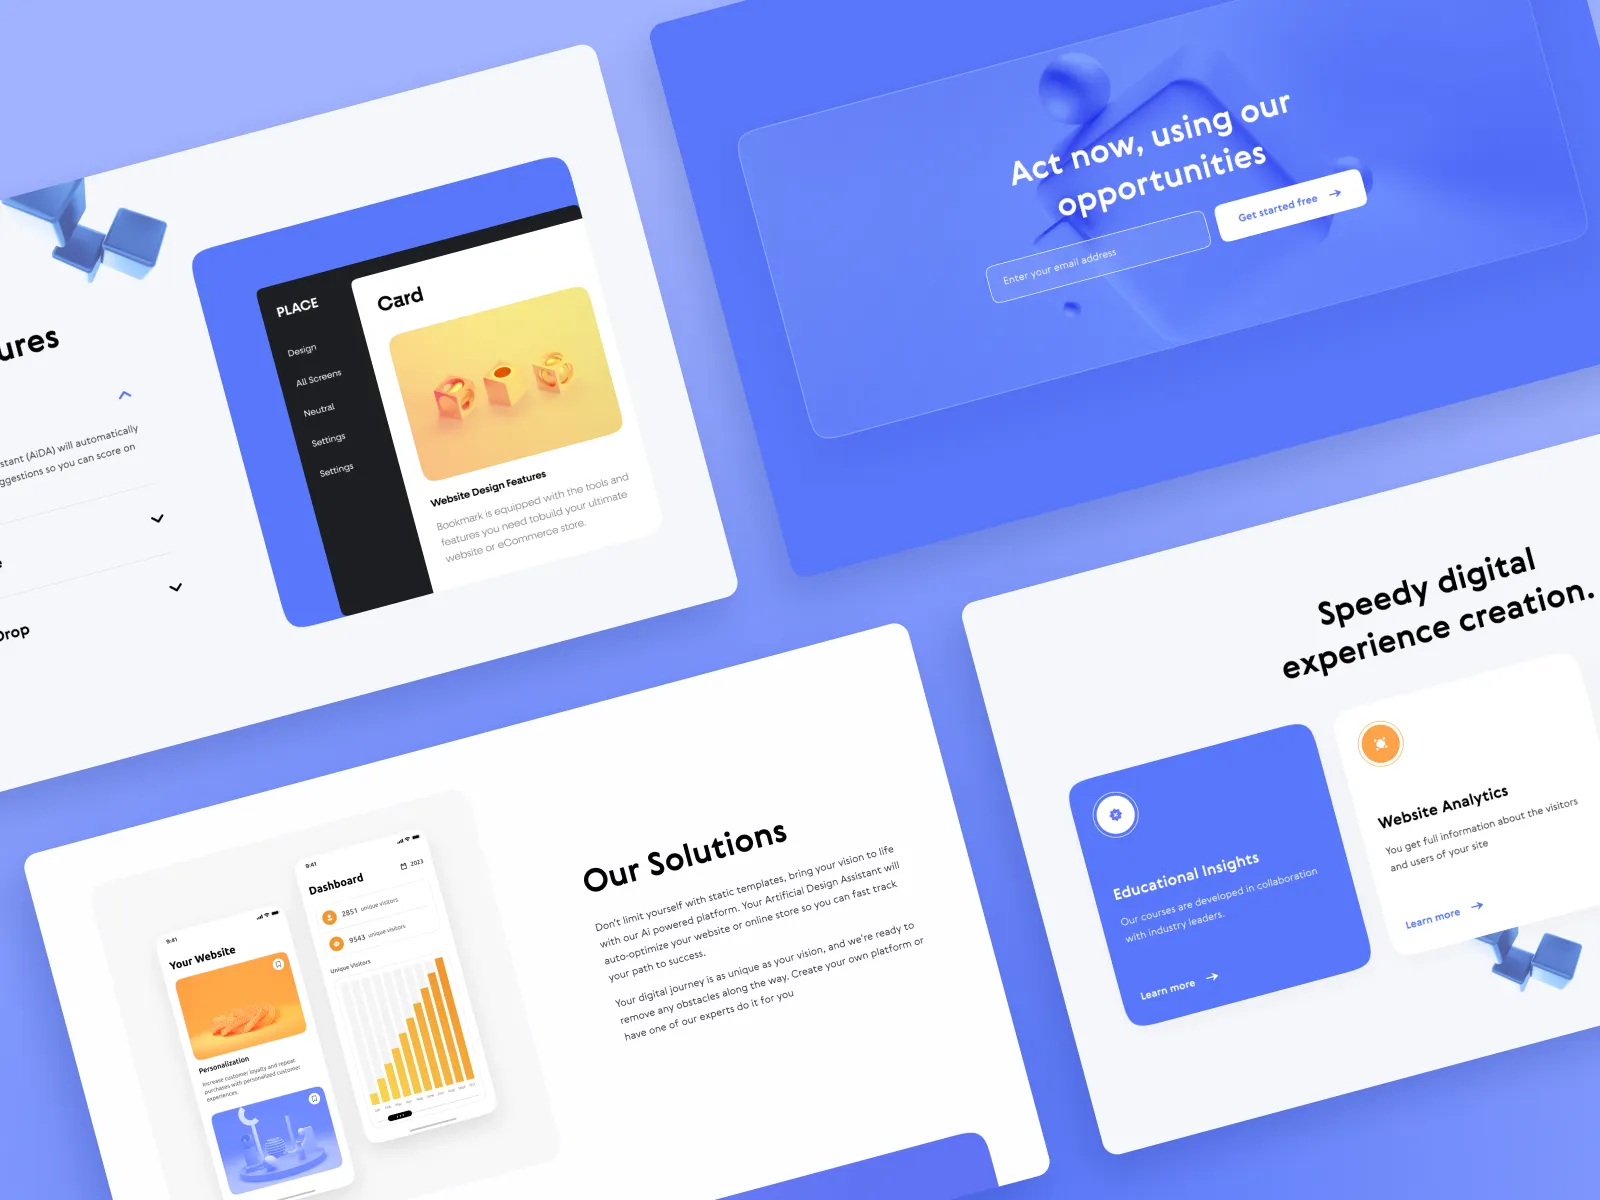 ures
stant (AiDA) will automatically
ggestions so you can score on
e
Drop
PLACE
Design
All Screens
Neutral
Settings
Settings
Card
Website Design Features
Bookmark is equipped with the tools and
features you need tobuild your ultimate
website or eCommerce store.
Act now, using our
opportunities
Enter your email address
Get started free
Speedy digital
experience creation.
Educational Insights
Our courses are developed in collaboration
with industry leaders.
Learn more
Website Analytics
You get full information about the visitors
and users of your site
Learn more
9:41
Your Website
Personalization
Increase customer loyalty and repeat
purchases with personalized customer
experiences.
9:41
Dashboard
2023
2851 unique visitors
9543 unique visitors
Unique Visitors
Our Solutions
Don't limit yourself with static templates, bring your vision to life
with our Ai powered platform. Your Artificial Design Assistant will
auto-optimize your website or online store so you can fast track
your path to success.
Your digital journey is as unique as your vision, and we're ready to
remove any obstacles along the way. Create your own platform or
have one of our experts do it for you